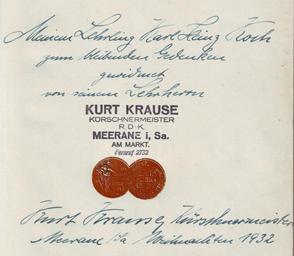 Meinem Lehrling Karl Heinz Koch
zum bleibenden Gedenken
gewidmet
von seinem Lehrherrn
KURT KRAUSE
KÜRSCHNERMEISTER
R.D.K.
MEERANE i, Sa.
AM MARKT.
Fernruf 2732
Kurt Krause, Kürschnermeister
Meerane i/Sa Weihnachten 1932